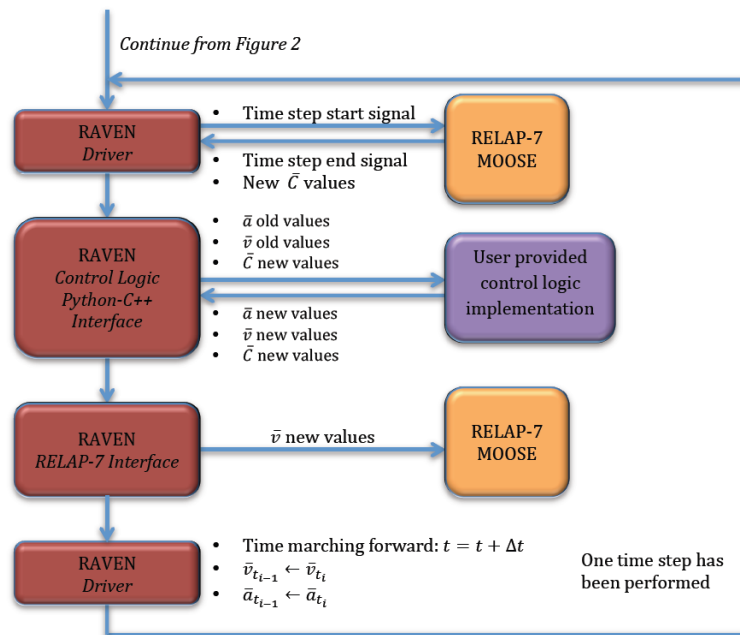 Continue from Figure 2
RAVEN
Driver
• Time step start signal
• Time step end signal
• New C̄ values
RELAP-7
MOOSE
RAVEN
Control Logic
Python-C++
Interface
• ā old values
• v̄ old values
• C̄ new values
• ā new values
• v̄ new values
• C̄ new values
User provided
control logic
implementation
RAVEN
RELAP-7 Interface
v̄ new values
RELAP-7
MOOSE
RAVEN
Driver
• Time marching forward: t = t + Δt
• v̄_{t_{i−1}} ← v̄_{t_i}
• ā_{t_{i−1}} ← ā_{t_i}
One time step has
been performed